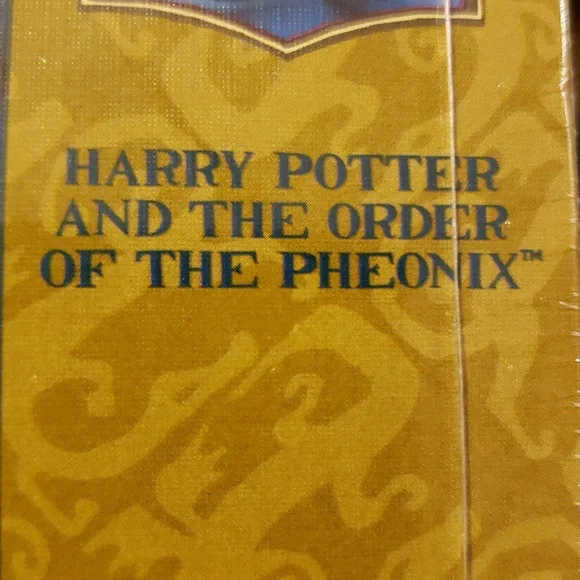 HARRY POTTER
AND THE ORDER
OF THE PHEONIX™